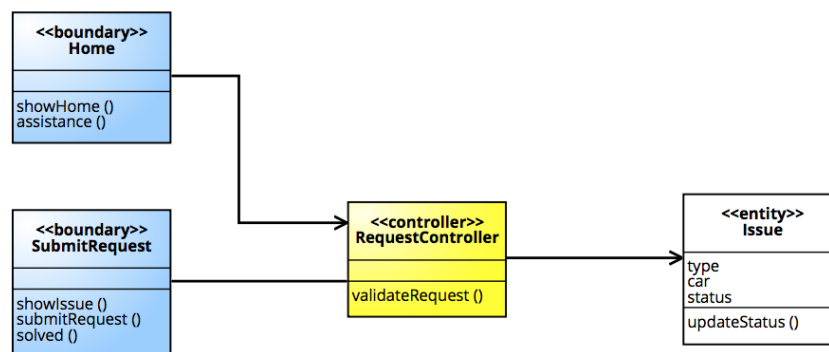 <<boundary>>
Home
showHome ()
assistance ()
<<boundary>>
SubmitRequest
showIssue ()
submitRequest ()
solved ()
<<controller>>
RequestController
validateRequest ()
<<entity>>
Issue
type
car
status
updateStatus ()